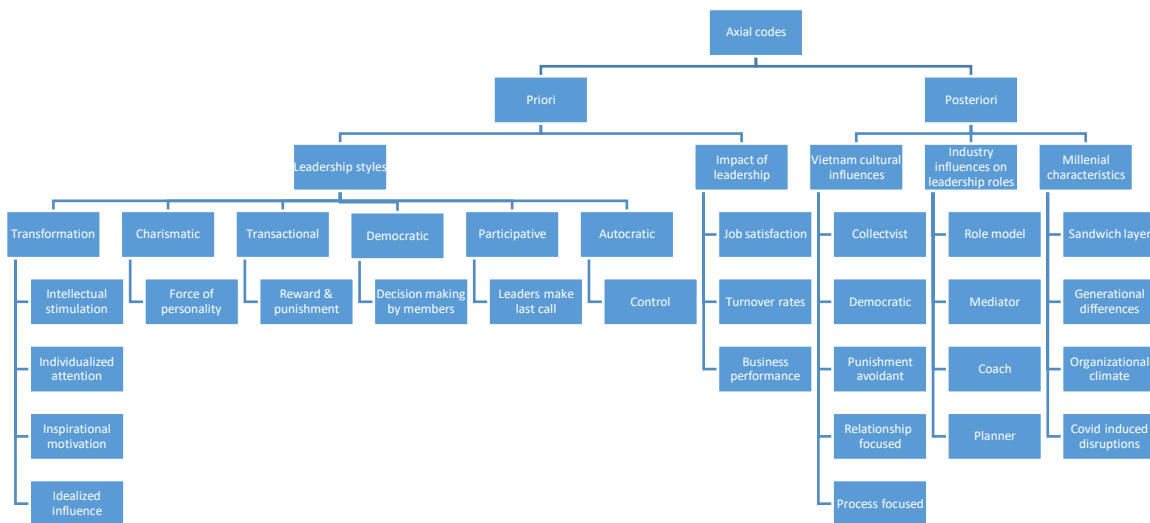 Axial codes
Priori
Posteriori
Leadership styles
Impact of
leadership
Vietnam cultural
influences
Industry
influences on
leadership roles
Millenial
characteristics
Transformation
Charismatic
Transactional
Democratic
Participative
Autocratic
Job satisfaction
Collectvist
Role model
Sandwich layer
Intellectual
stimulation
Force of
personality
Reward &
punishment
Decision making
by members
Leaders make
last call
Control
Turnover rates
Democratic
Mediator
Generational
differences
Individualized
attention
Business
performance
Punishment
avoidant
Coach
Organizational
climate
Inspirational
motivation
Relationship
focused
Planner
Covid induced
disruptions
Idealized
influence
Process focused